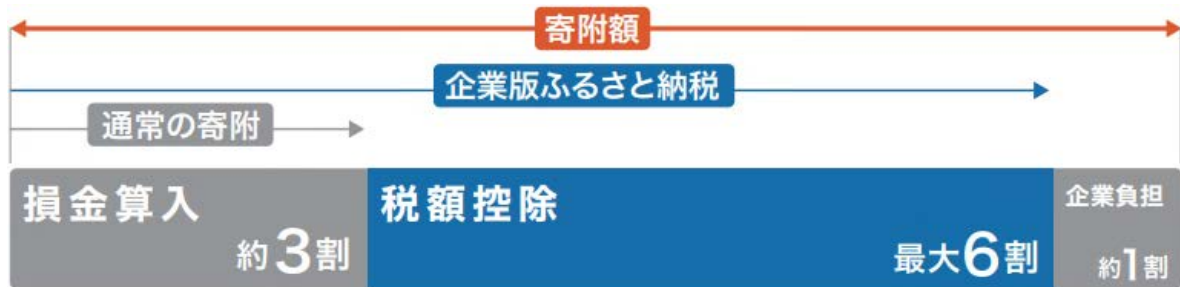 寄附額
企業版ふるさと納税
通常の寄附
損金算入
約3割
税額控除
最大6割
企業負担
約1割